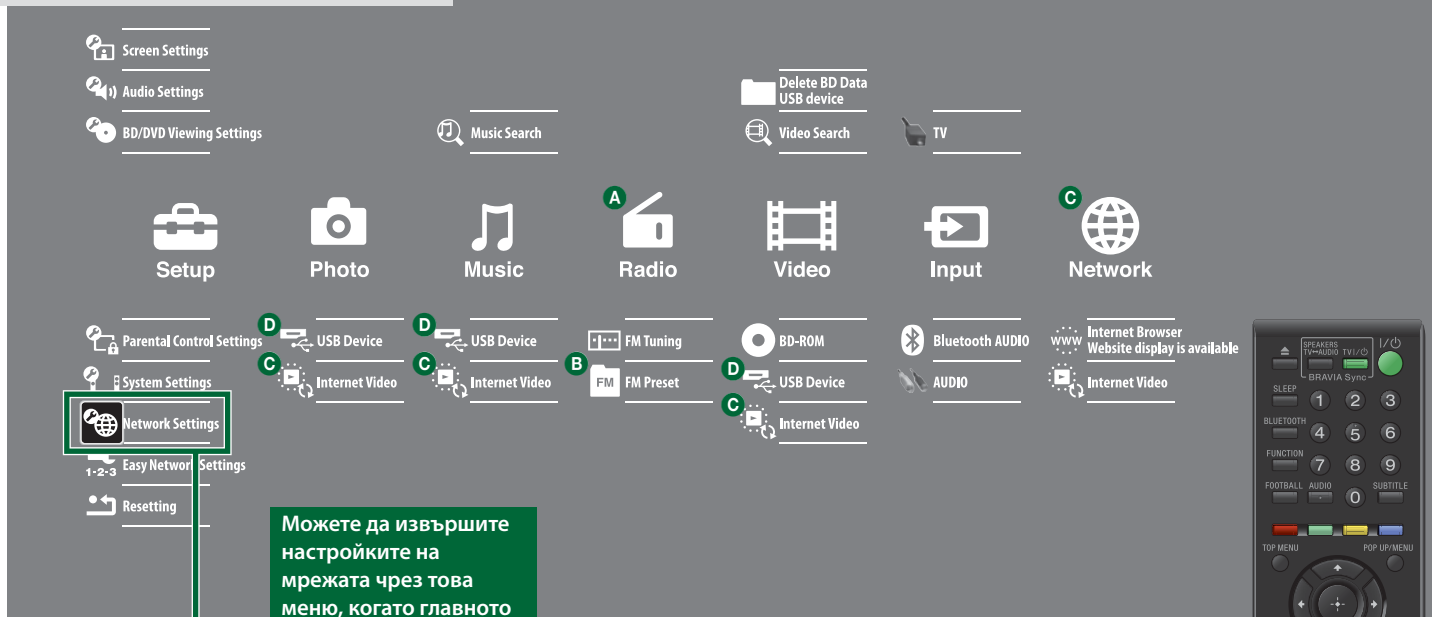 Screen Settings
Audio Settings
BD/DVD Viewing Settings
Music Search
Delete BD Data
USB device
Video Search
TV
A
C
Setup
Photo
Music
Radio
Video
Input
Network
Parental Control Settings
System Settings
Network Settings
1-2-3 Easy Network Settings
Resetting
D USB Device
C Internet Video
D USB Device
C Internet Video
FM Tuning
B FM FM Preset
BD-ROM
D USB Device
C Internet Video
Bluetooth AUDIO
AUDIO
www Internet Browser
Website display is available
Internet Video
Можете да извършите
настройките на
мрежата чрез това
меню, когато главното
SPEAKERS
TV↔AUDIO TV I/⏻
I/⏻
BRAVIA Sync
SLEEP
1 2 3
BLUETOOTH
4 5 6
FUNCTION
7 8 9
FOOTBALL AUDIO
0
SUBTITLE
TOP MENU
POP UP/MENU